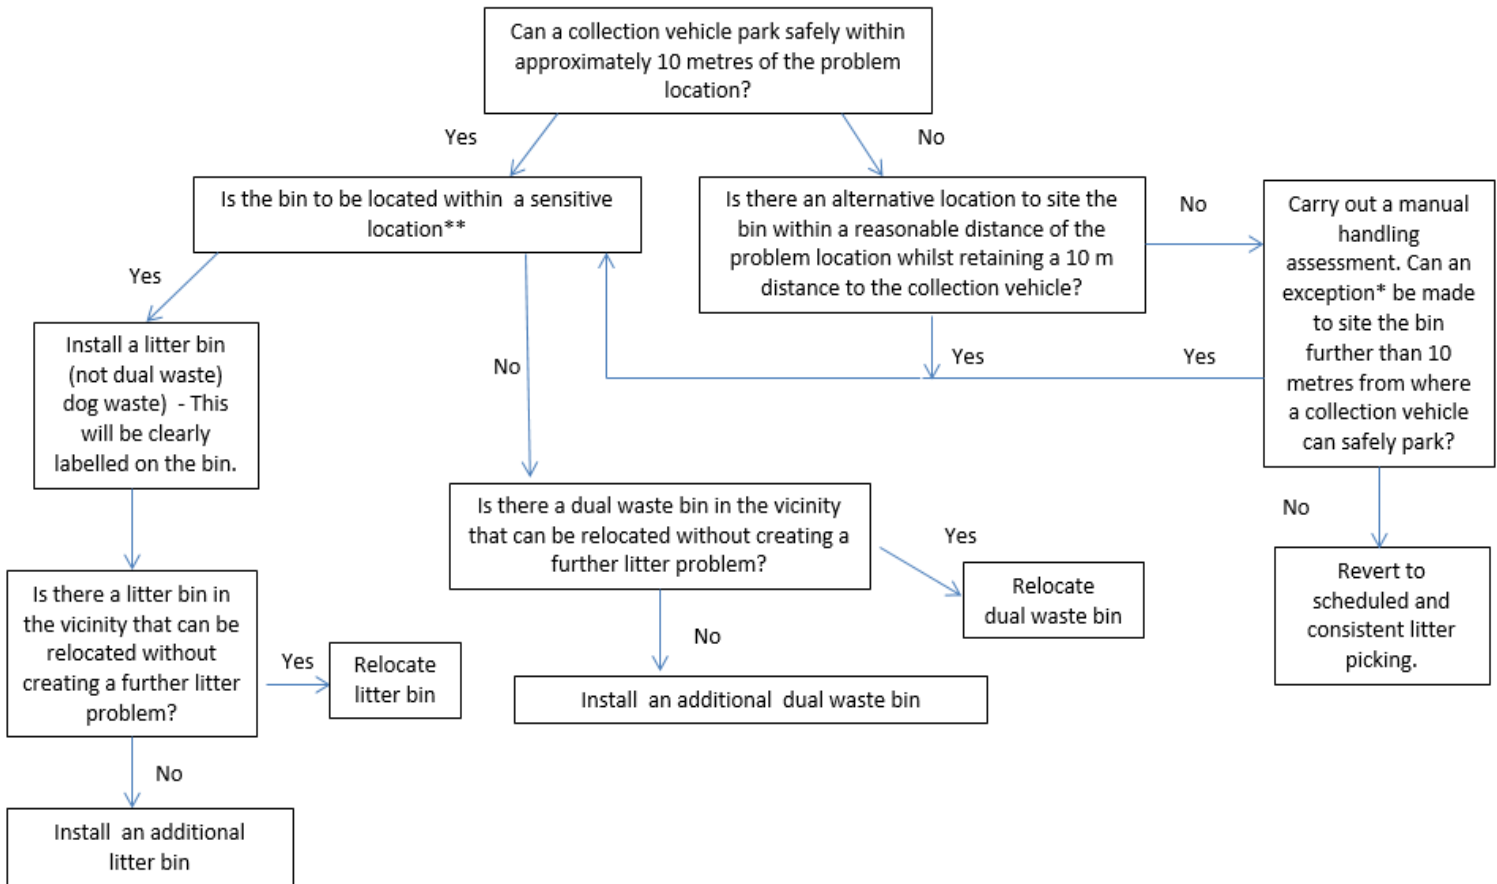 Can a collection vehicle park safely within
approximately 10 metres of the problem
location?
Yes
No
Is the bin to be located within a sensitive
location**
Is there an alternative location to site the
bin within a reasonable distance of the
problem location whilst retaining a 10 m
distance to the collection vehicle?
No
Carry out a manual
handling
assessment. Can an
exception* be made
to site the bin
further than 10
metres from where
a collection vehicle
can safely park?
Yes
No
Yes
Yes
Install a litter bin
(not dual waste)
dog waste) - This
will be clearly
labelled on the bin.
Is there a dual waste bin in the vicinity
that can be relocated without creating a
further litter problem?
Yes
Relocate
dual waste bin
No
Revert to
scheduled and
consistent litter
picking.
Is there a litter bin in
the vicinity that can be
relocated without
creating a further litter
problem?
Yes
Relocate
litter bin
No
Install an additional dual waste bin
No
Install an additional
litter bin